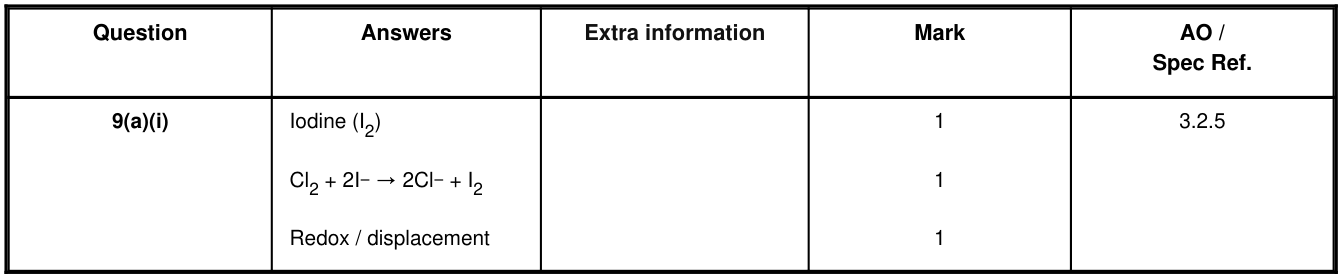 Question Answers Extra information Mark AO /
Spec Ref.
9(a)(i) Iodine (I₂) 1 3.2.5
Cl₂ + 2I– → 2Cl– + I₂ 1
Redox / displacement 1